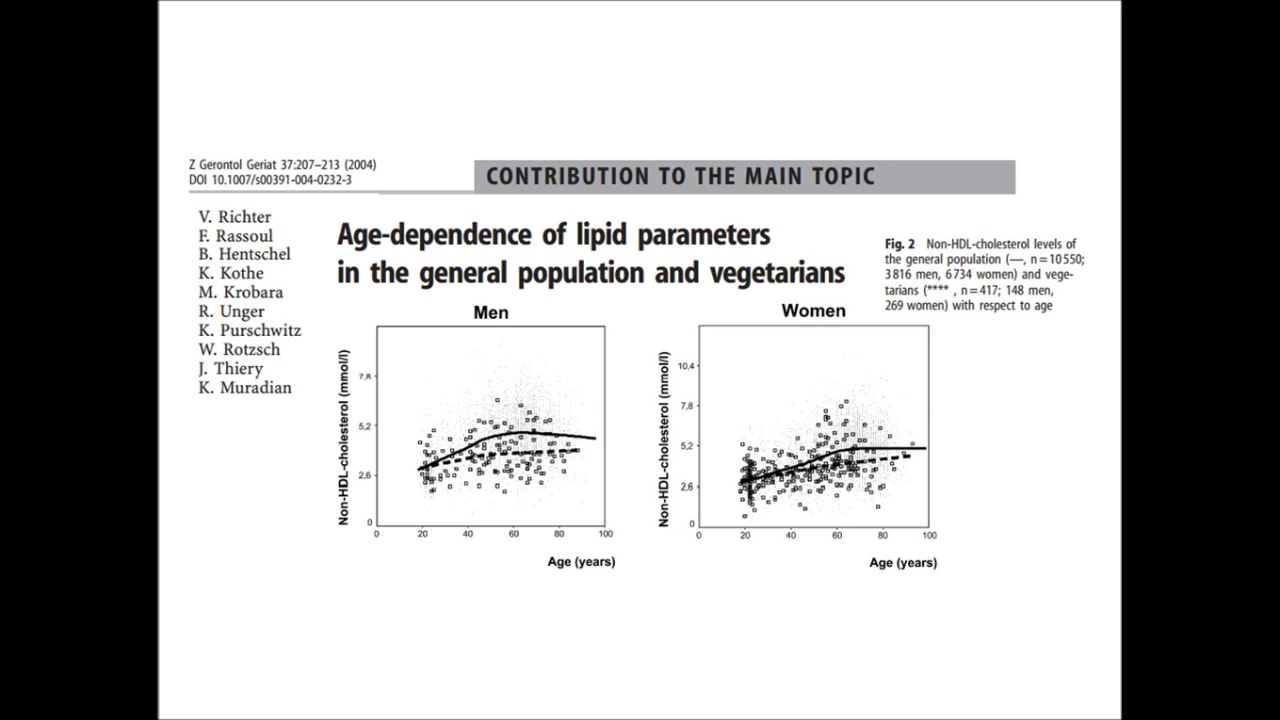 Z Gerontol Geriat 37:207–213 (2004)
DOI 10.1007/s00391-004-0232-3
CONTRIBUTION TO THE MAIN TOPIC
V. Richter
F. Rassoul
B. Hentschel
K. Kothe
M. Krobara
R. Unger
K. Purschwitz
W. Rotzsch
J. Thiery
K. Muradian
Age-dependence of lipid parameters
in the general population and vegetarians
Fig. 2 Non-HDL-cholesterol levels of
the general population (—, n=10550;
3816 men, 6734 women) and vege-
tarians (**** , n=417; 148 men,
269 women) with respect to age
Men
Non-HDL-cholesterol (mmol/l)
7,8
5,2
2,6
0
0 20 40 60 80 100
Age (years)
Women
Non-HDL-cholesterol (mmol/l)
10,4
7,8
5,2
2,6
0
0 20 40 60 80 100
Age (years)